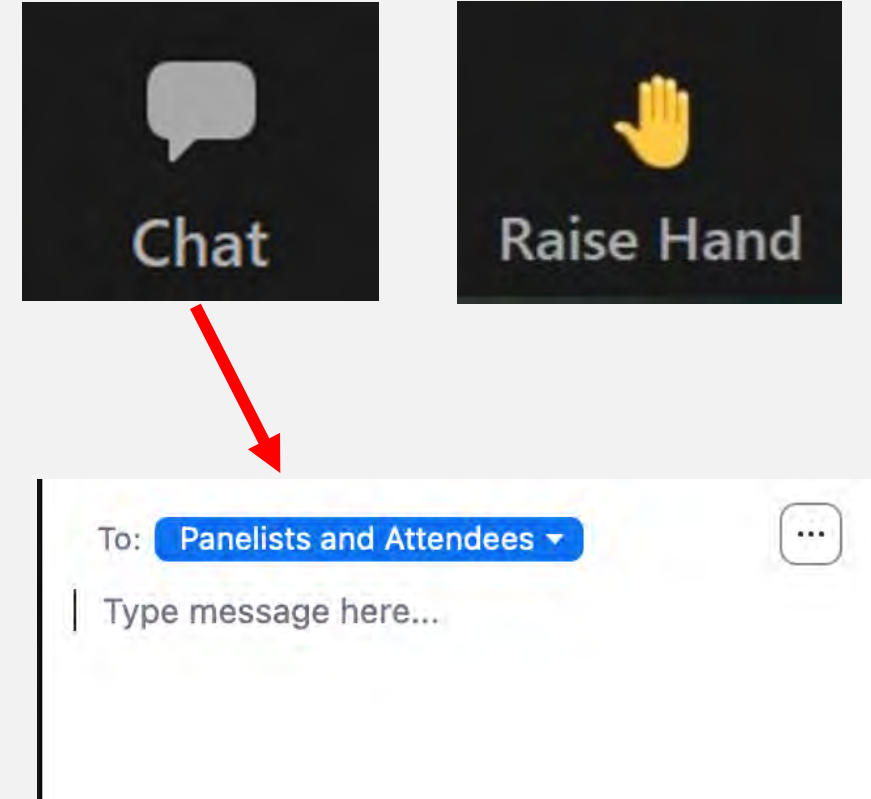 Chat
Raise Hand
To: Panelists and Attendees
Type message here...